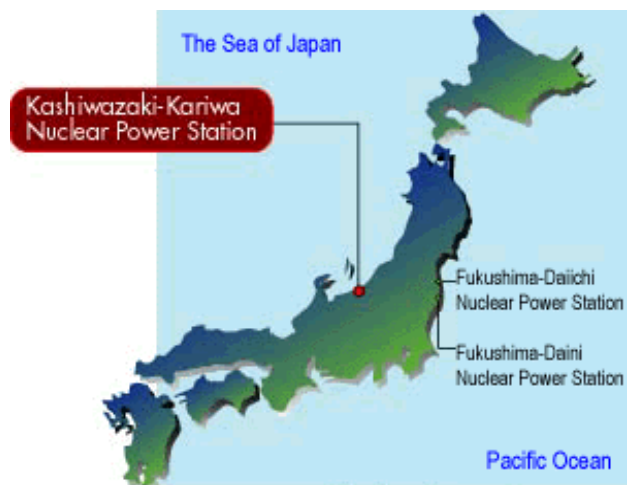 The Sea of Japan
Kashiwazaki-Kariwa
Nuclear Power Station
Fukushima-Daiichi
Nuclear Power Station
Fukushima-Daini
Nuclear Power Station
Pacific Ocean